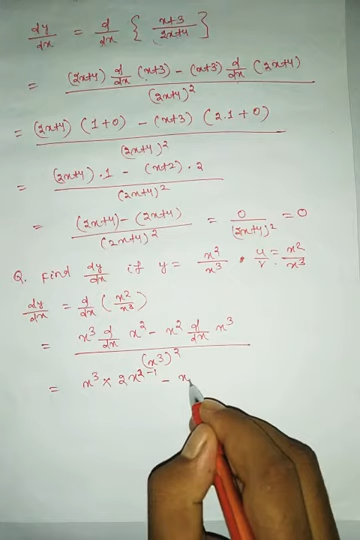 dy/dx = d/dx { x+3 / 2x+4 }
= (2x+4) d/dx (x+3) - (x+3) d/dx (2x+4) / (2x+4)²
= (2x+4) (1+0) - (x+3) (2.1+0) / (2x+4)²
= (2x+4) · 1 - (x+2) · 2 / (2x+4)²
= (2x+4) - (2x+4) / (2x+4)² = 0 / (2x+4)² = 0
Q. Find dy/dx if y = x²/x³ · u/v = x²/x³
dy/dx = d/dx (x²/x³)
= x³ d/dx x² - x² d/dx x³ / (x³)²
= x³ × 2x²⁻¹ - x